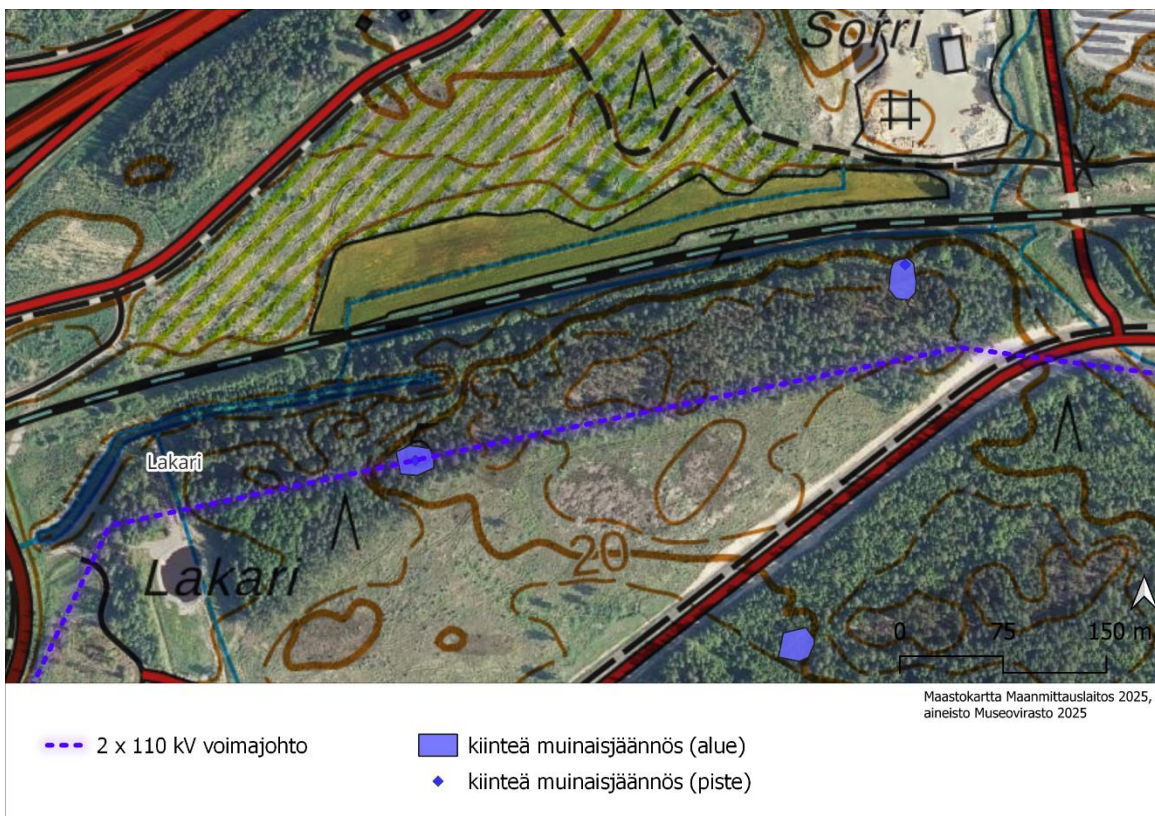 Sorri
Lakari
Lakari
20
0 75 150 m
Maastokartta Maanmittauslaitos 2025,
aineisto Museovirasto 2025
2 x 110 kV voimajohto
kiinteä muinaisjäännös (alue)
kiinteä muinaisjäännös (piste)